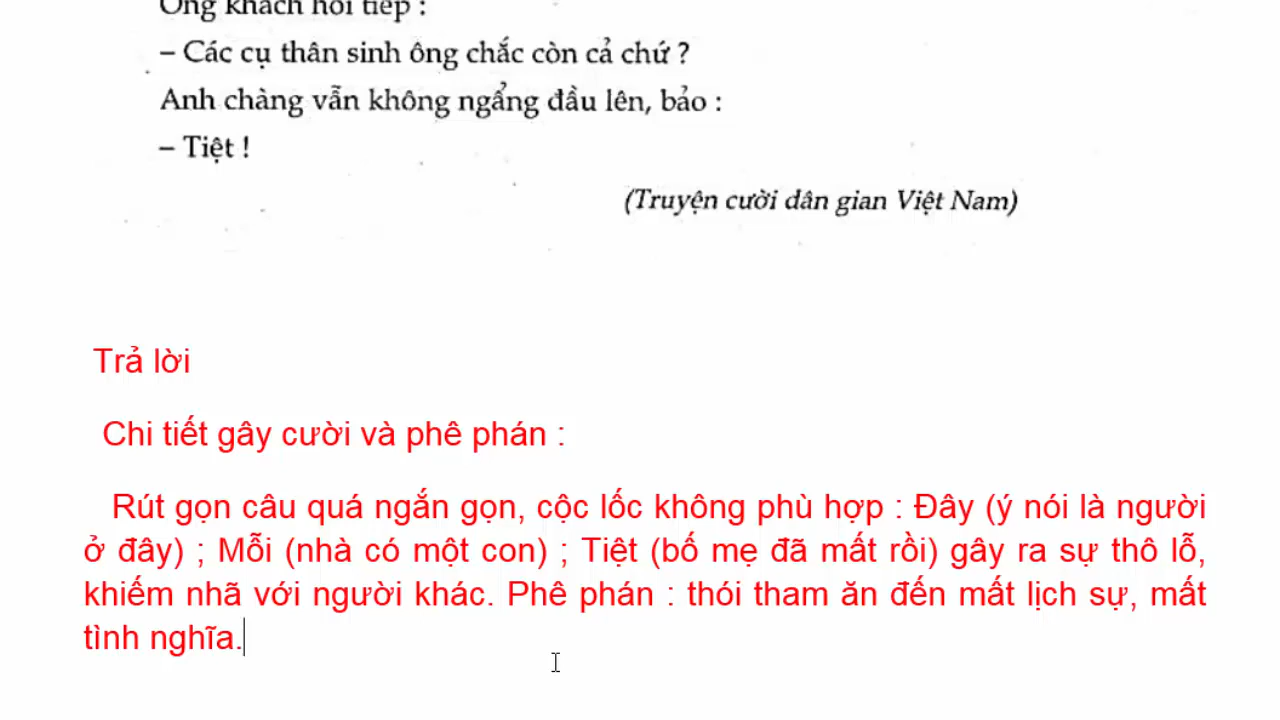 Ông khách hỏi tiếp :
– Các cụ thân sinh ông chắc còn cả chứ ?
Anh chàng vẫn không ngẩng đầu lên, bảo :
– Tiệt !
(Truyện cười dân gian Việt Nam)
Trả lời
Chi tiết gây cười và phê phán :
Rút gọn câu quá ngắn gọn, cộc lốc không phù hợp : Đây (ý nói là người
ở đây) ; Mỗi (nhà có một con) ; Tiệt (bố mẹ đã mất rồi) gây ra sự thô lỗ,
khiếm nhã với người khác. Phê phán : thói tham ăn đến mất lịch sự, mất
tình nghĩa.